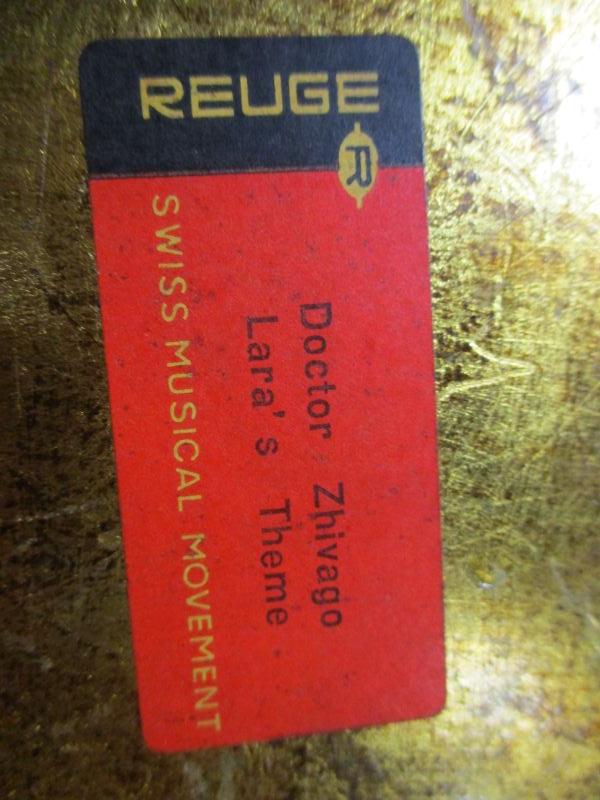 REUGE
R
Doctor Zhivago
Lara's Theme
SWISS MUSICAL MOVEMENT